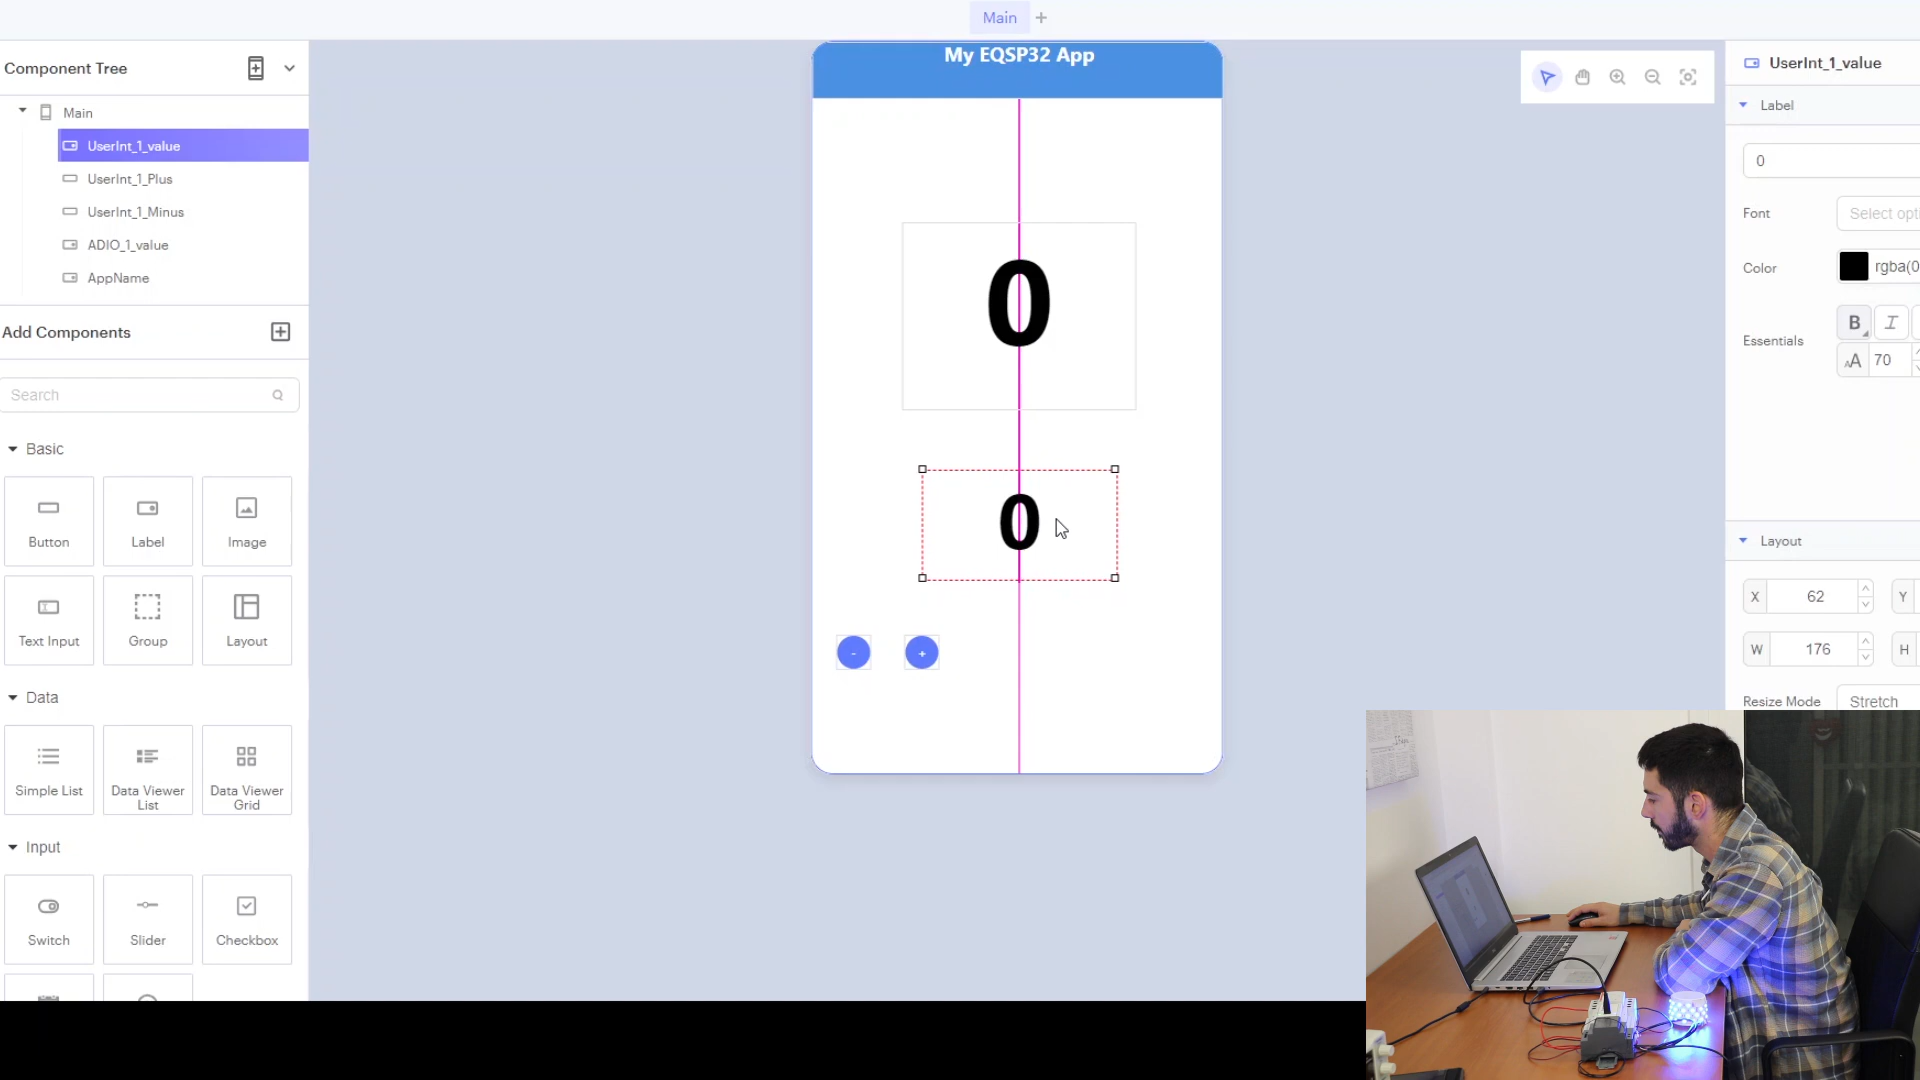 Main +
Component Tree
Main
UserInt_1_value
UserInt_1_Plus
UserInt_1_Minus
ADIO_1_value
AppName
Add Components
Search
Basic
Button
Label
Image
Text Input
Group
Layout
Data
Simple List
Data Viewer
List
Data Viewer
Grid
Input
Switch
Slider
Checkbox
My EQSP32 App
0
0
-
+
UserInt_1_value
Label
0
Font
Select opti
Color
rgba(0
Essentials
B
I
AA 70
Layout
X 62
Y
W 176
H
Resize Mode
Stretch